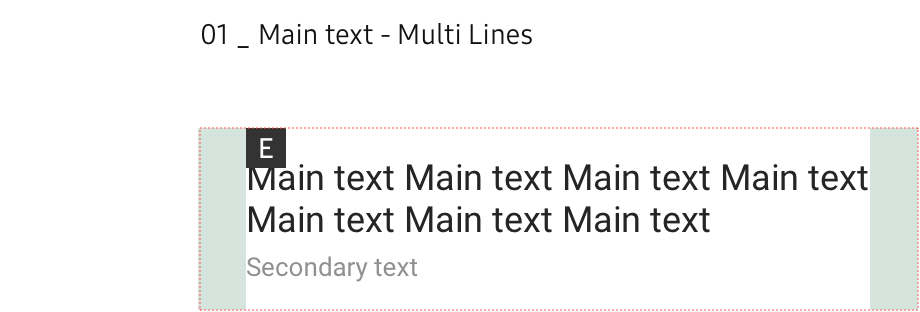 01 _ Main text - Multi Lines
E
Main text Main text Main text Main text
Main text Main text Main text
Secondary text